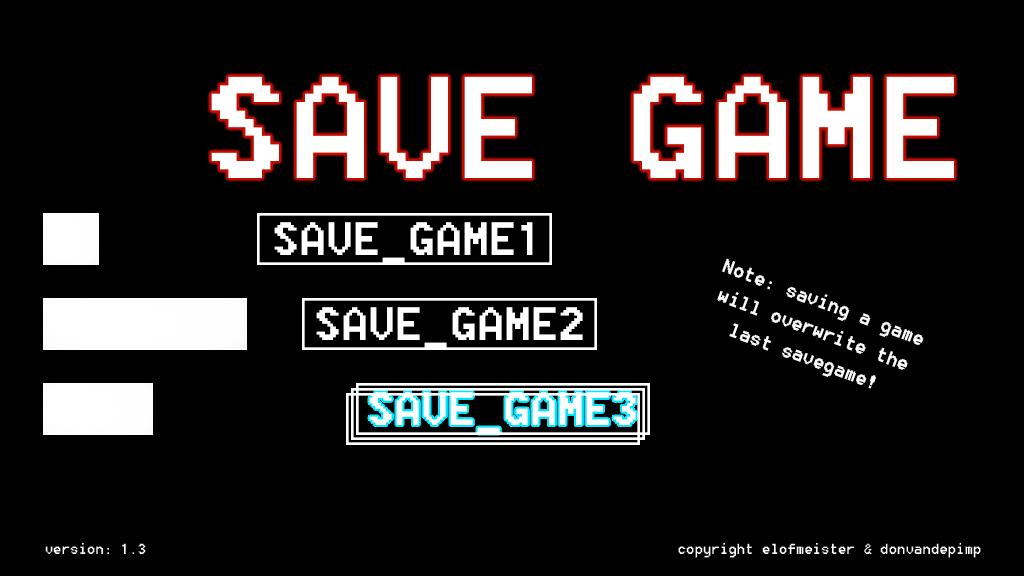 SAVE GAME
SAVE_GAME1
SAVE_GAME2
SAVE_GAME3
Note: saving a game
will overwrite the
last savegame!
version: 1.3
copyright elofmeister & donvandepimp